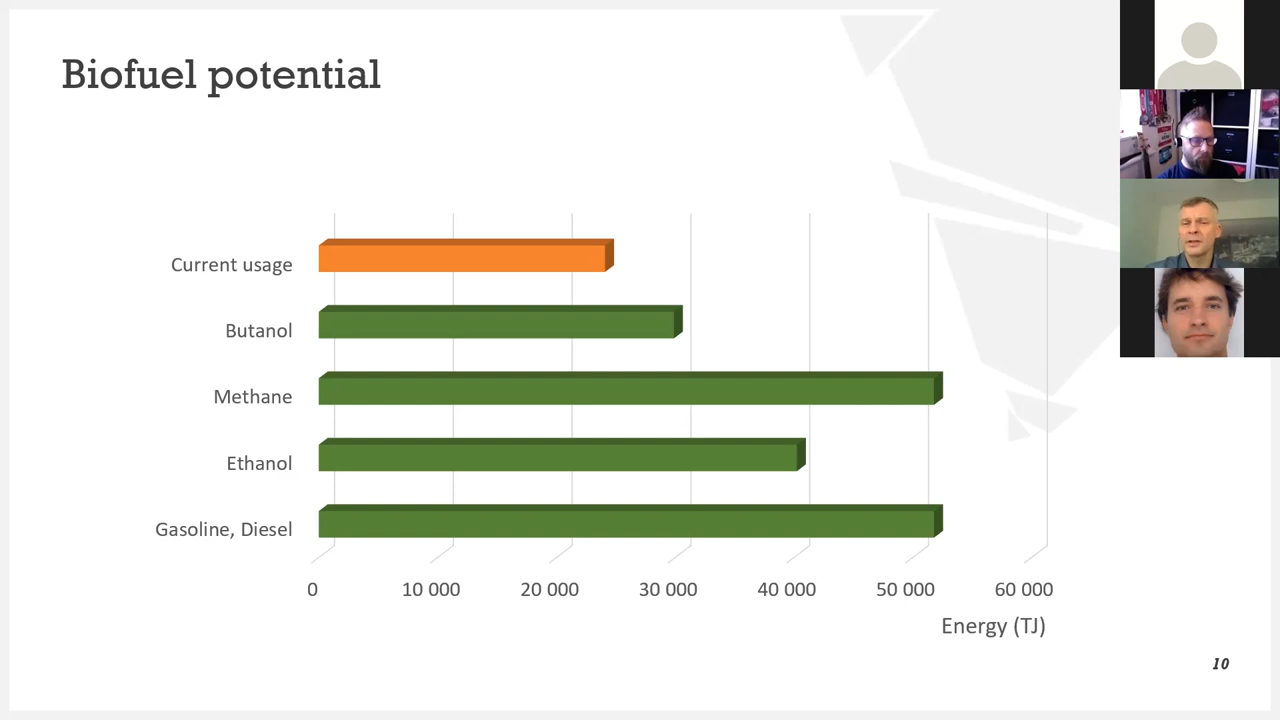 Biofuel potential
Current usage
Butanol
Methane
Ethanol
Gasoline, Diesel
0 10 000 20 000 30 000 40 000 50 000 60 000
Energy (TJ)
10